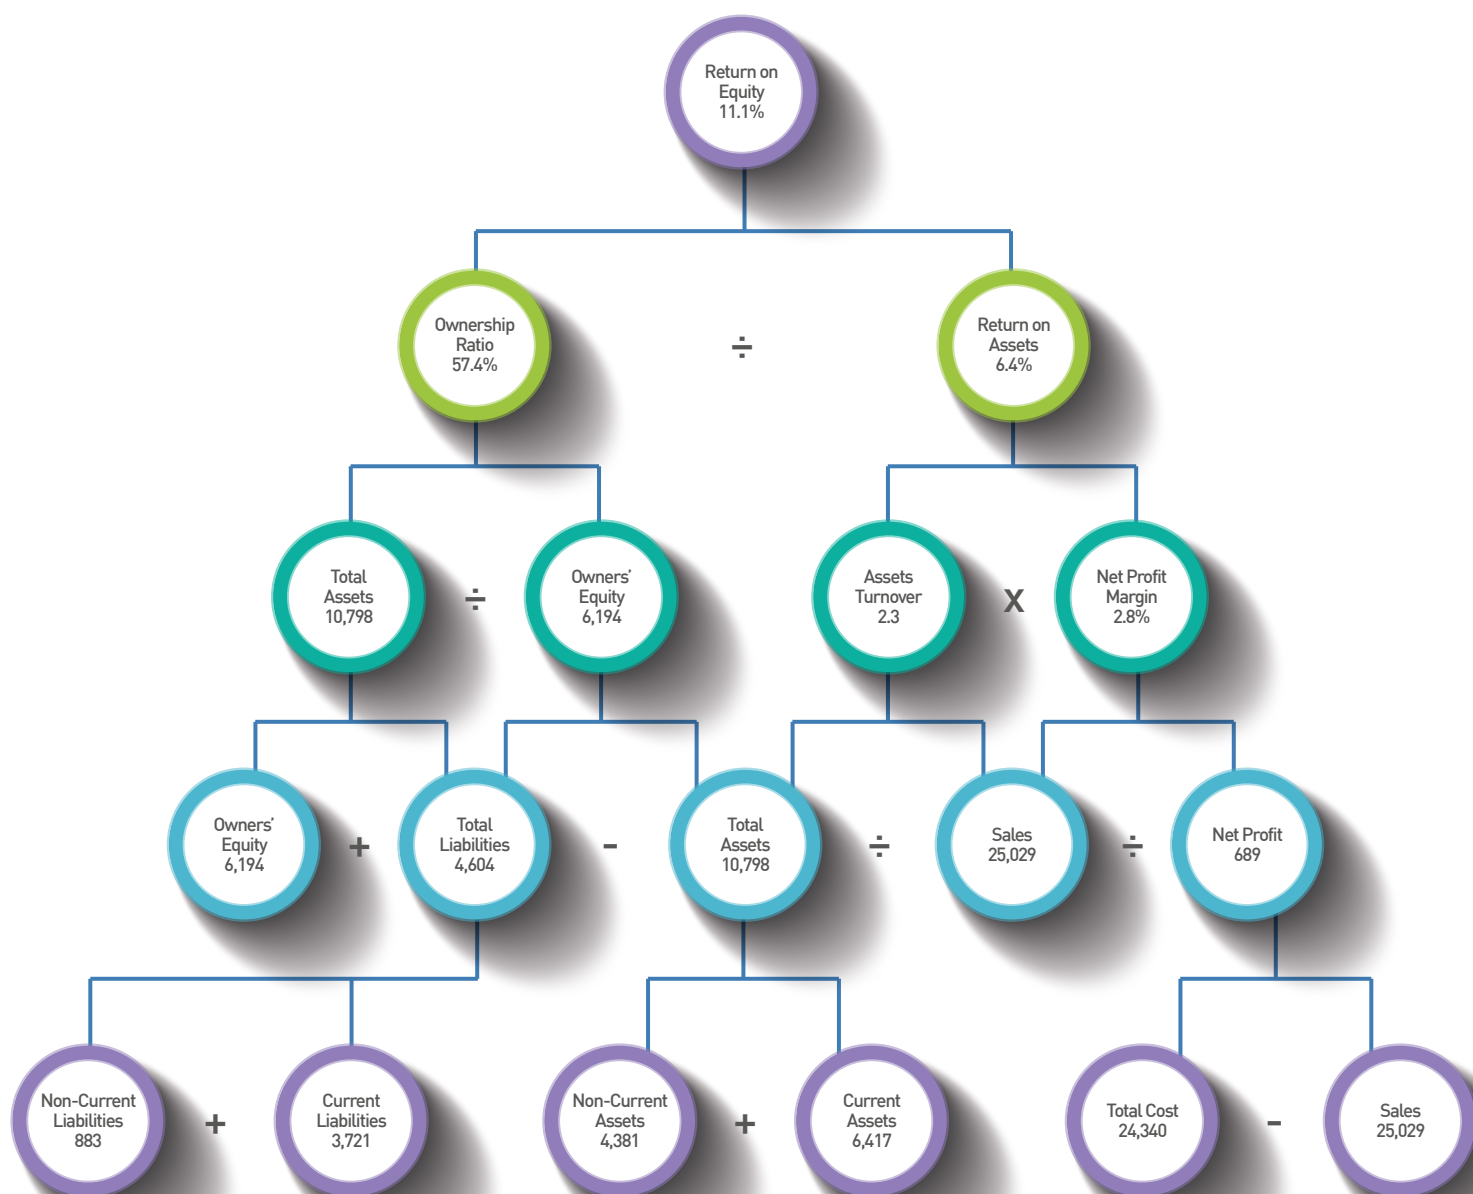 Return on
Equity
11.1%
Ownership
Ratio
57.4%
÷
Return on
Assets
6.4%
Total
Assets
10,798
÷
Owners’
Equity
6,194
Assets
Turnover
2.3
X
Net Profit
Margin
2.8%
Owners’
Equity
6,194
+
Total
Liabilities
4,604
-
Total
Assets
10,798
÷
Sales
25,029
÷
Net Profit
689
Non-Current
Liabilities
883
+
Current
Liabilities
3,721
Non-Current
Assets
4,381
+
Current
Assets
6,417
Total Cost
24,340
-
Sales
25,029